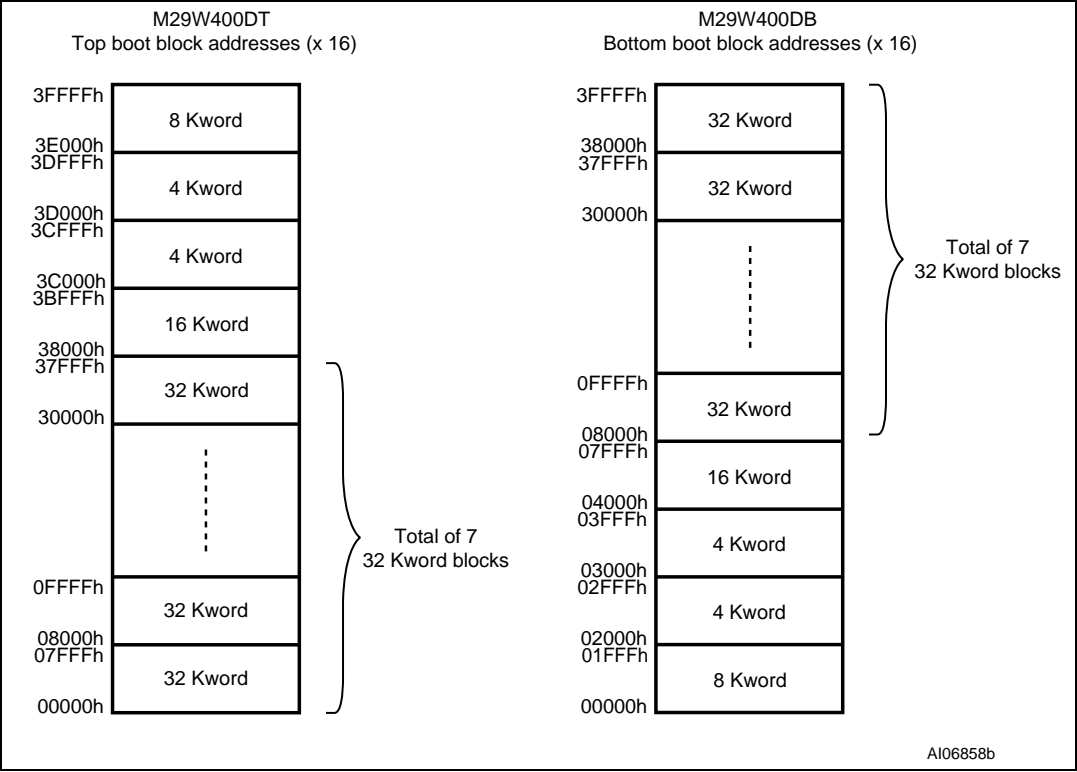 M29W400DT
Top boot block addresses (x 16)
3FFFFh
8 Kword
3E000h
3DFFFh
4 Kword
3D000h
3CFFFh
4 Kword
3C000h
3BFFFh
16 Kword
38000h
37FFFh
32 Kword
30000h
Total of 7
32 Kword blocks
0FFFFh
32 Kword
08000h
07FFFh
32 Kword
00000h
M29W400DB
Bottom boot block addresses (x 16)
3FFFFh
32 Kword
38000h
37FFFh
32 Kword
30000h
Total of 7
32 Kword blocks
0FFFFh
32 Kword
08000h
07FFFh
16 Kword
04000h
03FFFh
4 Kword
03000h
02FFFh
4 Kword
02000h
01FFFh
8 Kword
00000h
AI06858b